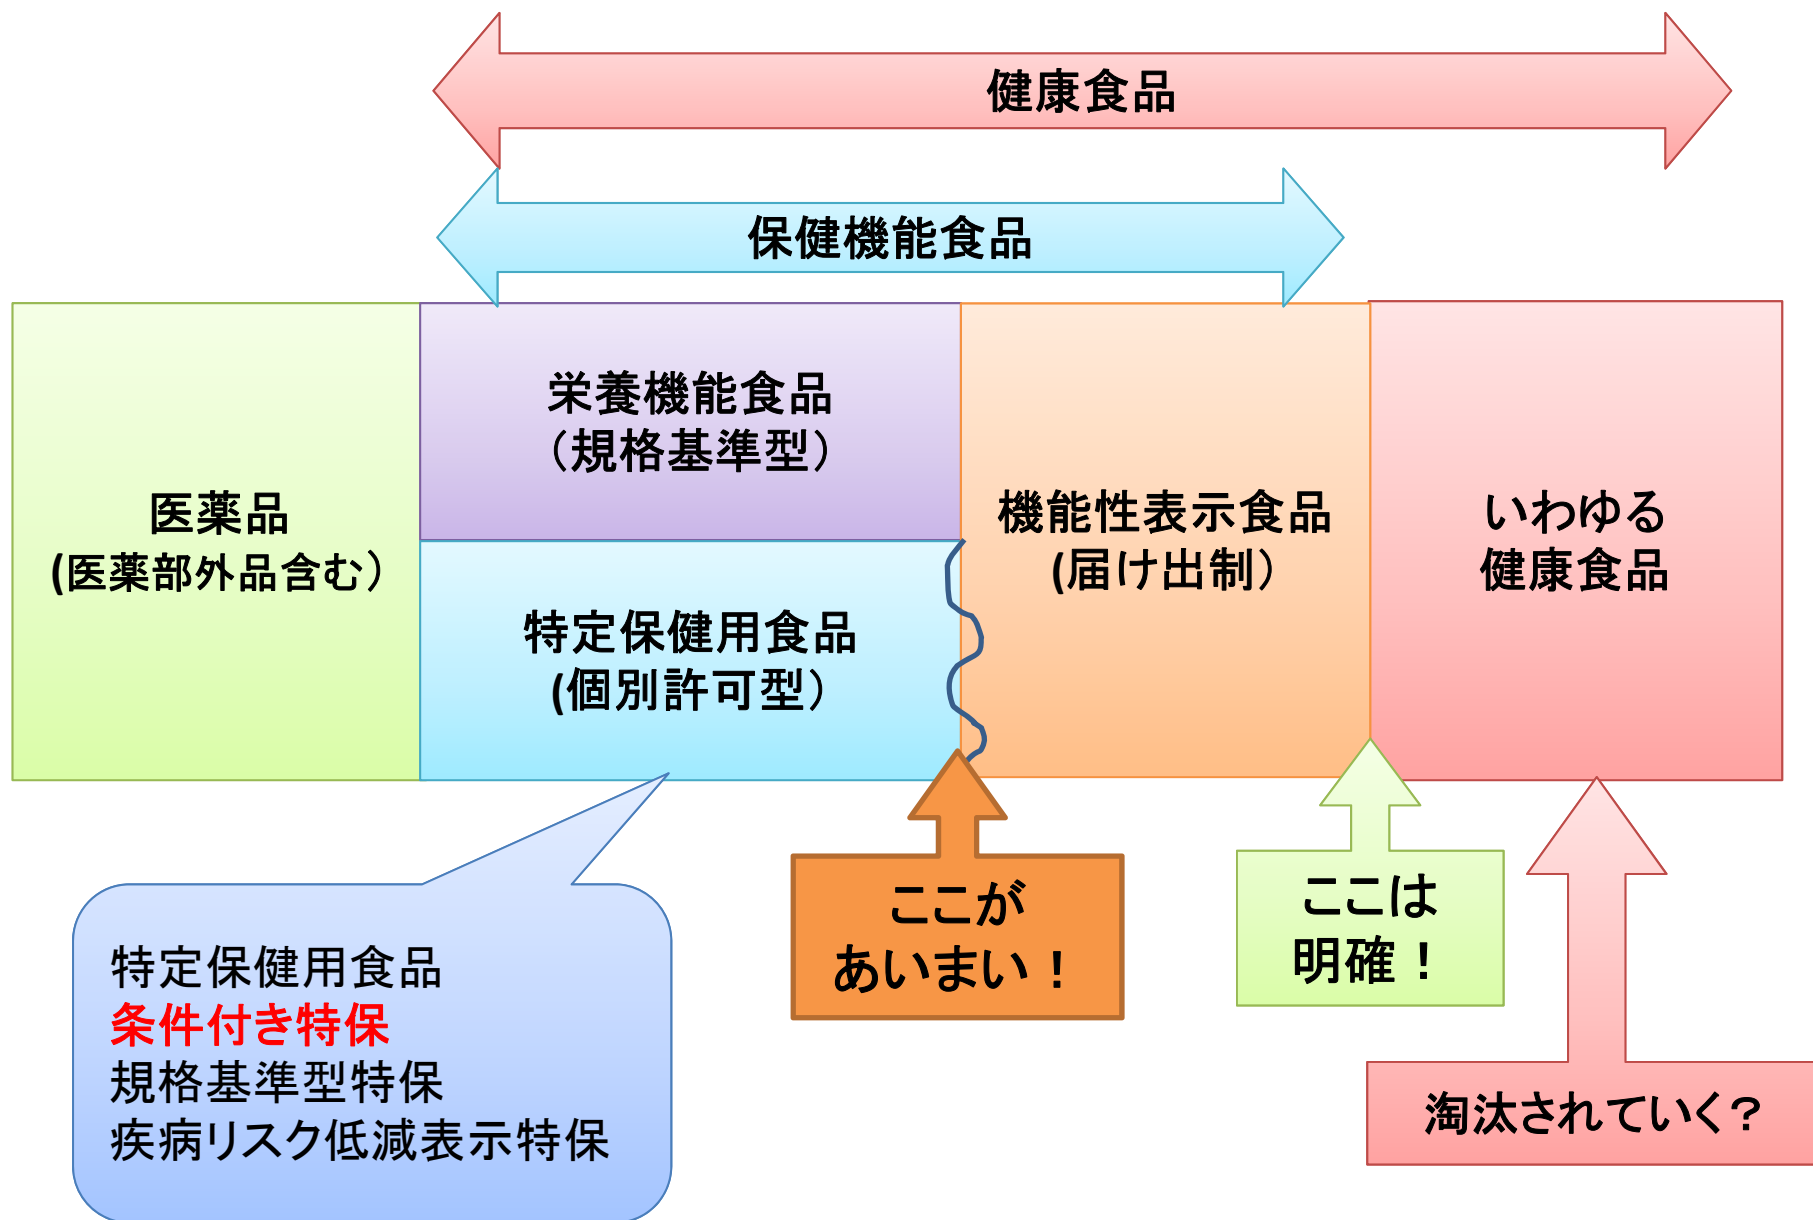 健康食品
保健機能食品
医薬品
(医薬部外品含む）
栄養機能食品
（規格基準型）
特定保健用食品
(個別許可型）
機能性表示食品
(届け出制）
いわゆる
健康食品
ここが
あいまい！
ここは
明確！
淘汰されていく？
特定保健用食品
条件付き特保
規格基準型特保
疾病リスク低減表示特保